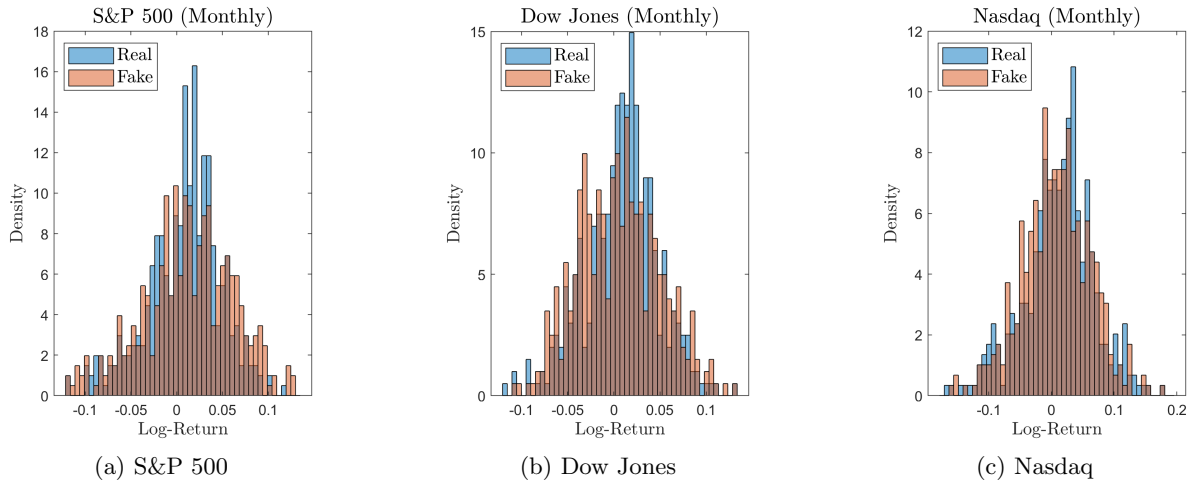 S&P 500 (Monthly)
18
16
14
12
10
8
6
4
2
0
Density
Real
Fake
-0.1
-0.05
0
0.05
0.1
Log-Return
(a) S&P 500
Dow Jones (Monthly)
15
10
5
0
Density
Real
Fake
-0.1
-0.05
0
0.05
0.1
Log-Return
(b) Dow Jones
Nasdaq (Monthly)
12
10
8
6
4
2
0
Density
Real
Fake
-0.1
0
0.1
0.2
Log-Return
(c) Nasdaq